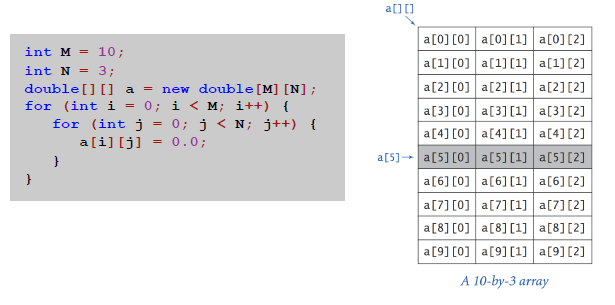 int M = 10;
int N = 3;
double[][] a = new double[M][N];
for (int i = 0; i < M; i++) {
for (int j = 0; j < N; j++) {
a[i][j] = 0.0;
}
}
a[][]
a[0][0] a[0][1] a[0][2]
a[1][0] a[1][1] a[1][2]
a[2][0] a[2][1] a[2][2]
a[3][0] a[3][1] a[3][2]
a[4][0] a[4][1] a[4][2]
a[5] a[5][0] a[5][1] a[5][2]
a[6][0] a[6][1] a[6][2]
a[7][0] a[7][1] a[7][2]
a[8][0] a[8][1] a[8][2]
a[9][0] a[9][1] a[9][2]
A 10-by-3 array